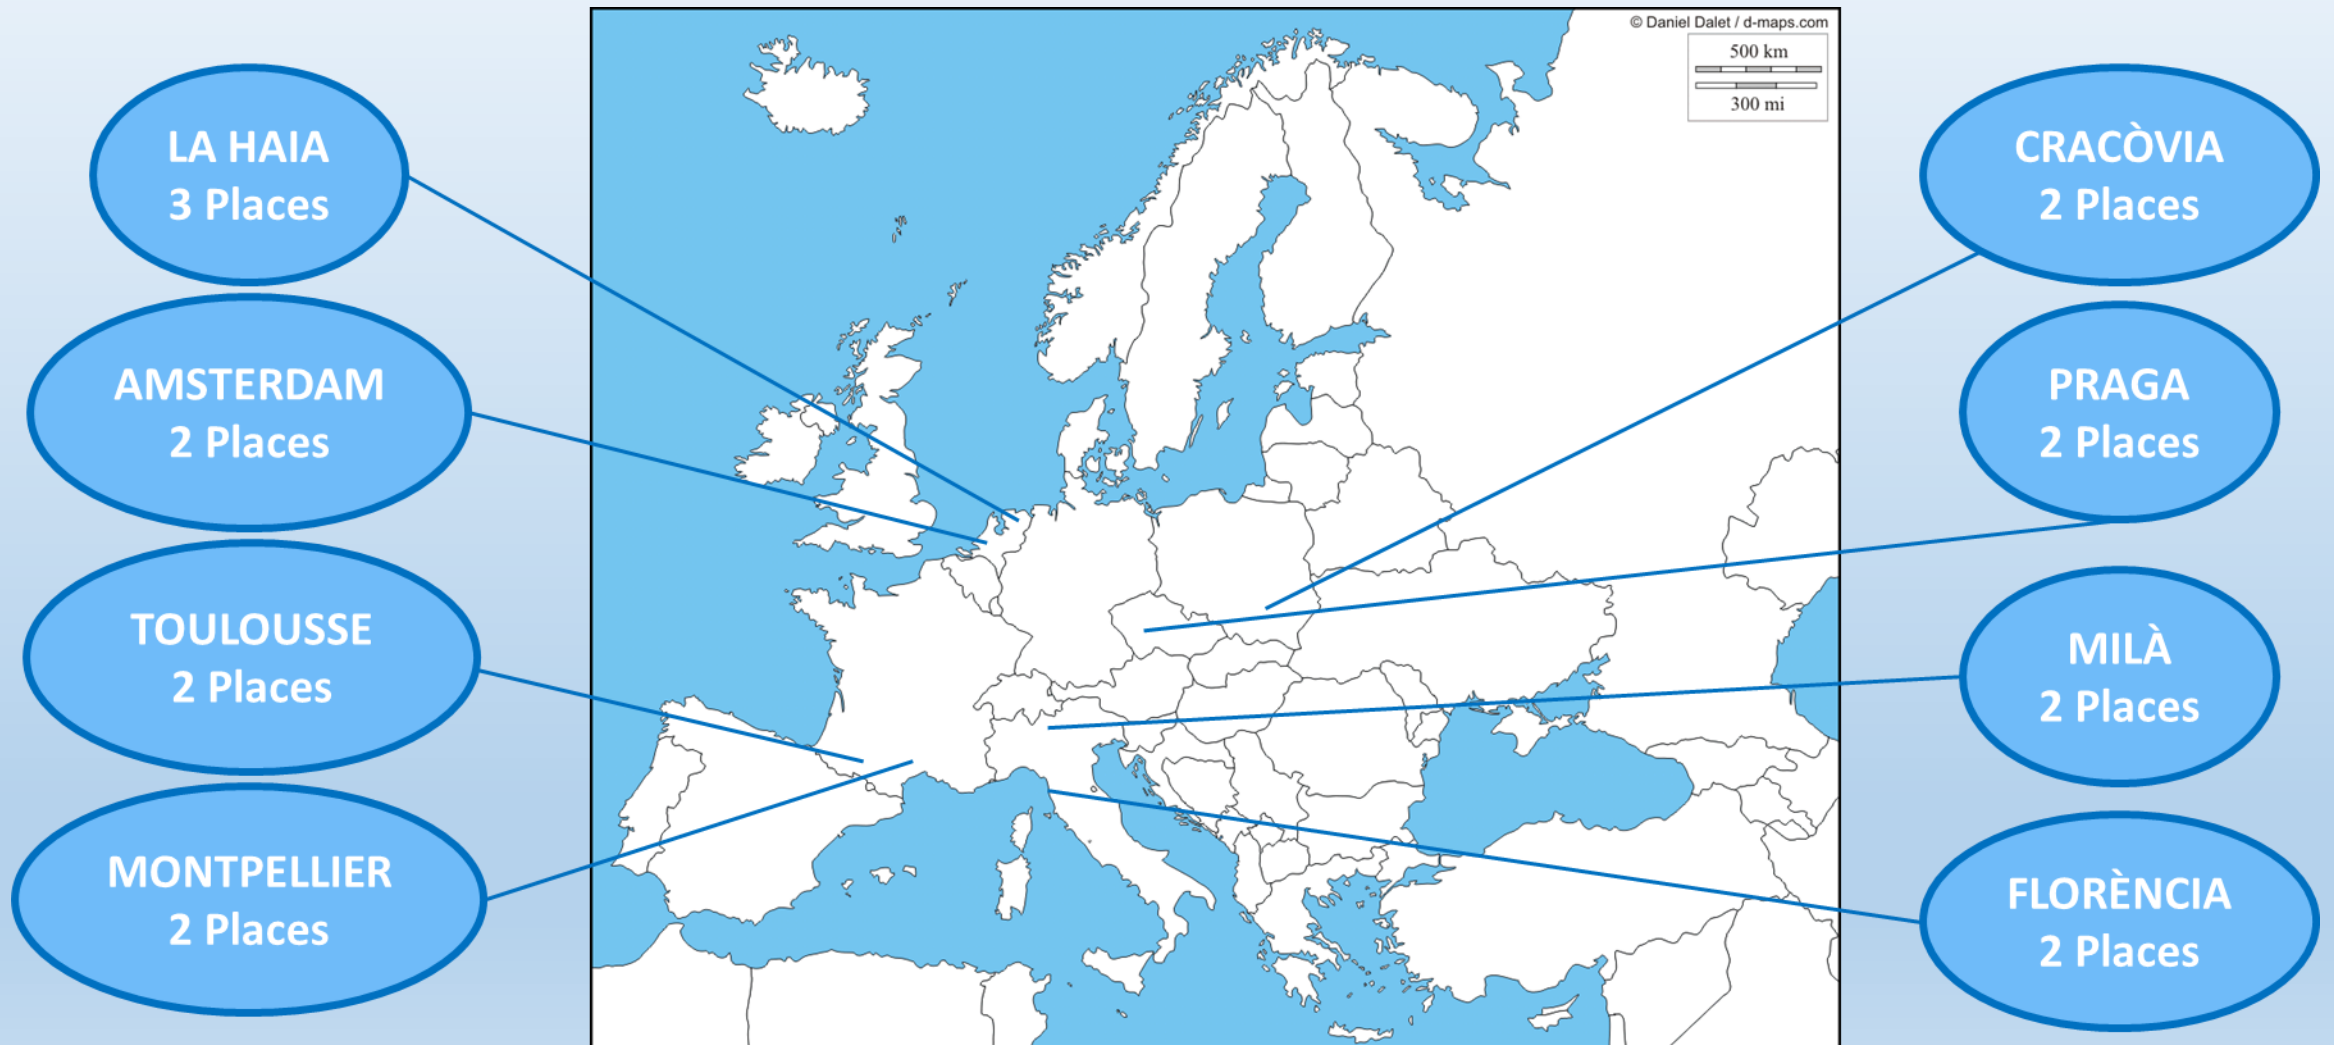 © Daniel Dalet / d-maps.com
500 km
300 mi
LA HAIA
3 Places
AMSTERDAM
2 Places
TOULOUSSE
2 Places
MONTPELLIER
2 Places
CRACÒVIA
2 Places
PRAGA
2 Places
MILÀ
2 Places
FLORÈNCIA
2 Places